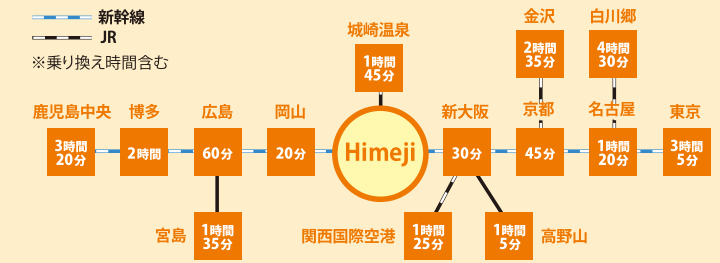 新幹線
JR
※乗り換え時間含む
城崎温泉
1時間
45分
金沢
2時間
35分
白川郷
4時間
30分
鹿児島中央
3時間
20分
博多
2時間
広島
60分
岡山
20分
Himeji
新大阪
30分
京都
45分
名古屋
1時間
20分
東京
3時間
5分
宮島
1時間
35分
関西国際空港
1時間
25分
1時間
5分
高野山